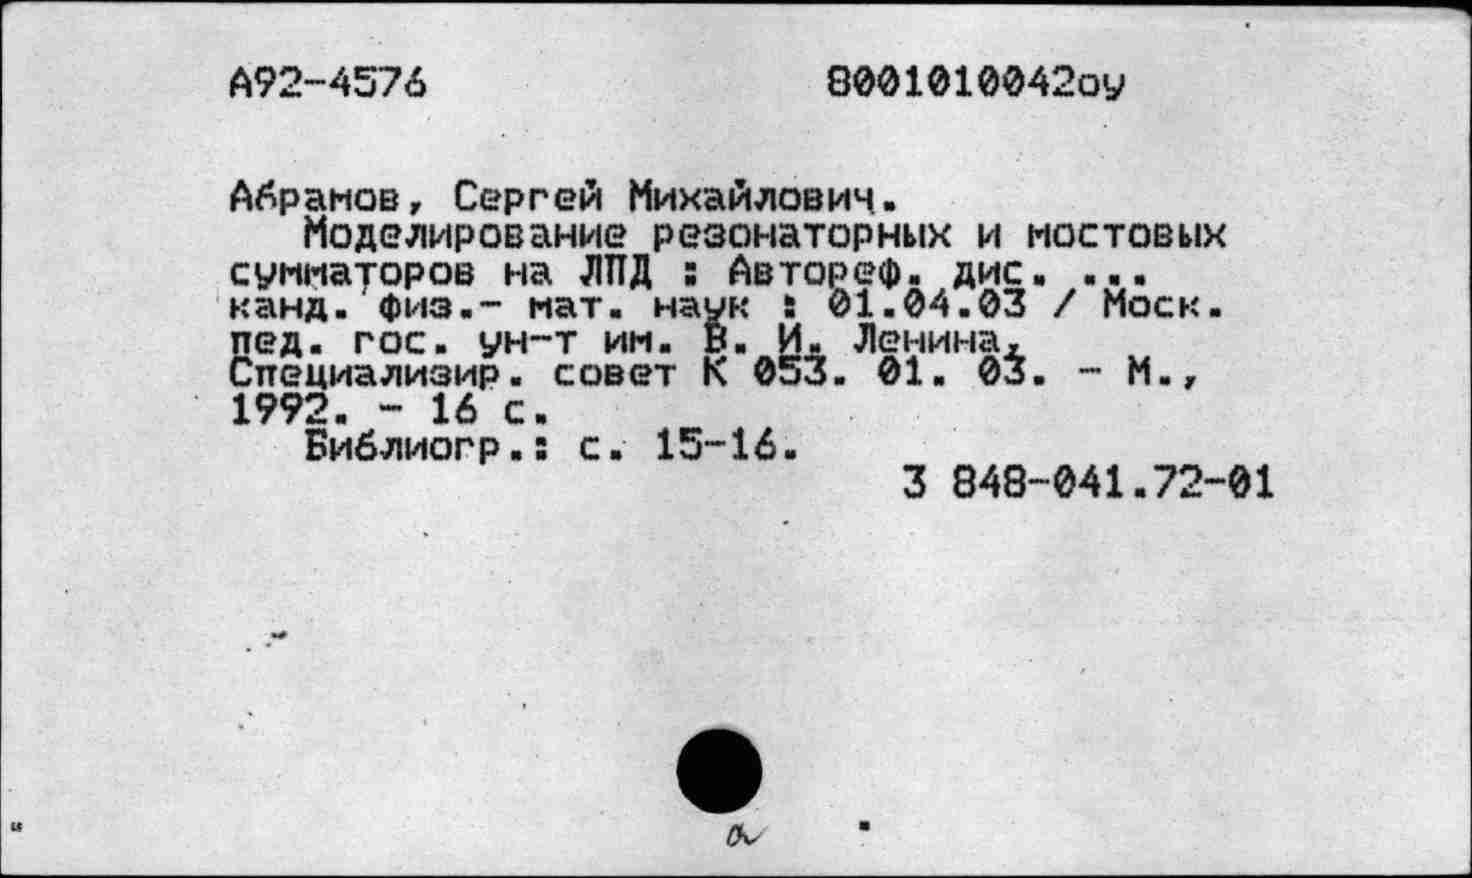 А92-4576 8001010042оу
Абрамов, Сергей Михайлович.
Моделирование резонаторных и мостовых
сумматоров на ЛПД : Автореф. дис. ...
канд. физ.- мат. наук : 01.04.03 / Моск.
пед. гос. ун-т им. В. И. Ленина,
Специализир. совет К 053. 01. 03. - М.,
1992. - 16 с.
Библиогр.: с. 15-16.
3 848-041.72-01